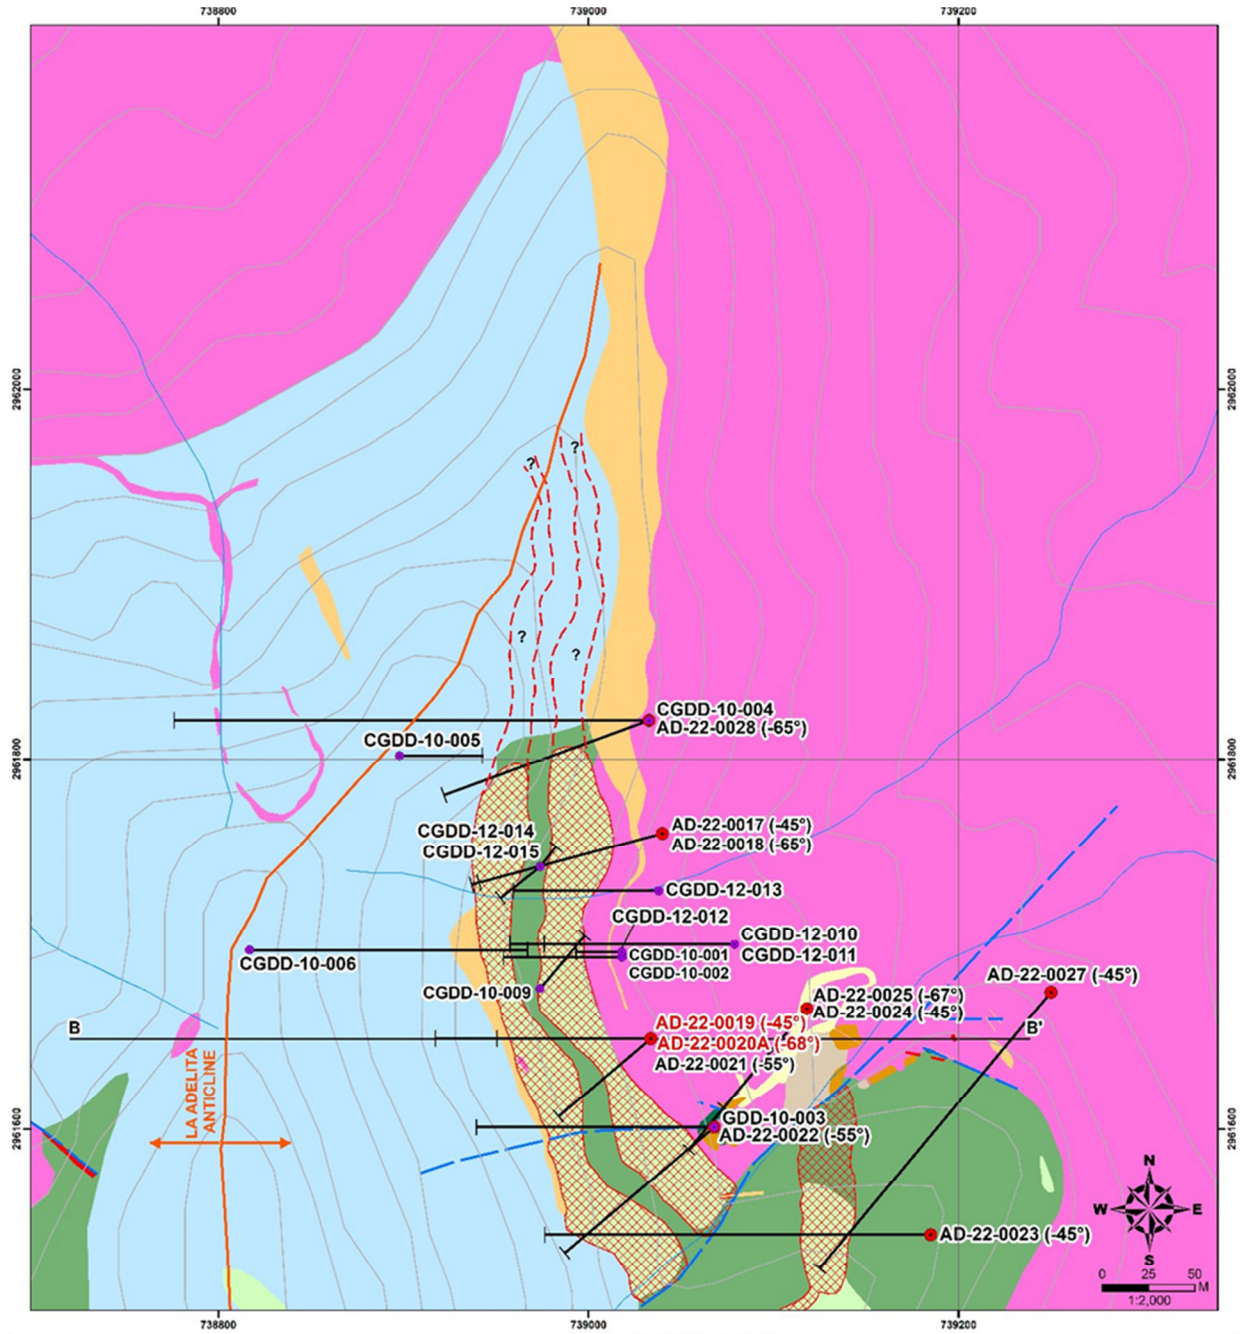 738800
739000
739200
2962000
2962000
?
?
?
?
CGDD-10-004
AD-22-0028 (-65°)
CGDD-10-005
2961800
2961800
AD-22-0017 (-45°)
CGDD-12-014
AD-22-0018 (-65°)
CGDD-12-015
CGDD-12-013
CGDD-12-012
CGDD-12-010
CGDD-10-001
CGDD-12-011
CGDD-10-006
CGDD-10-002
AD-22-0027 (-45°)
CGDD-10-009
AD-22-0025 (-67°)
AD-22-0024 (-45°)
B
AD-22-0019 (-45°)
B'
AD-22-0020A (-68°)
AD-22-0021 (-55°)
LA ADELITA
ANTICLINE
GDD-10-003
AD-22-0022 (-55°)
2961600
2961600
N
W
E
S
AD-22-0023 (-45°)
0 25 50
M
1:2,000
738800
739000
739200